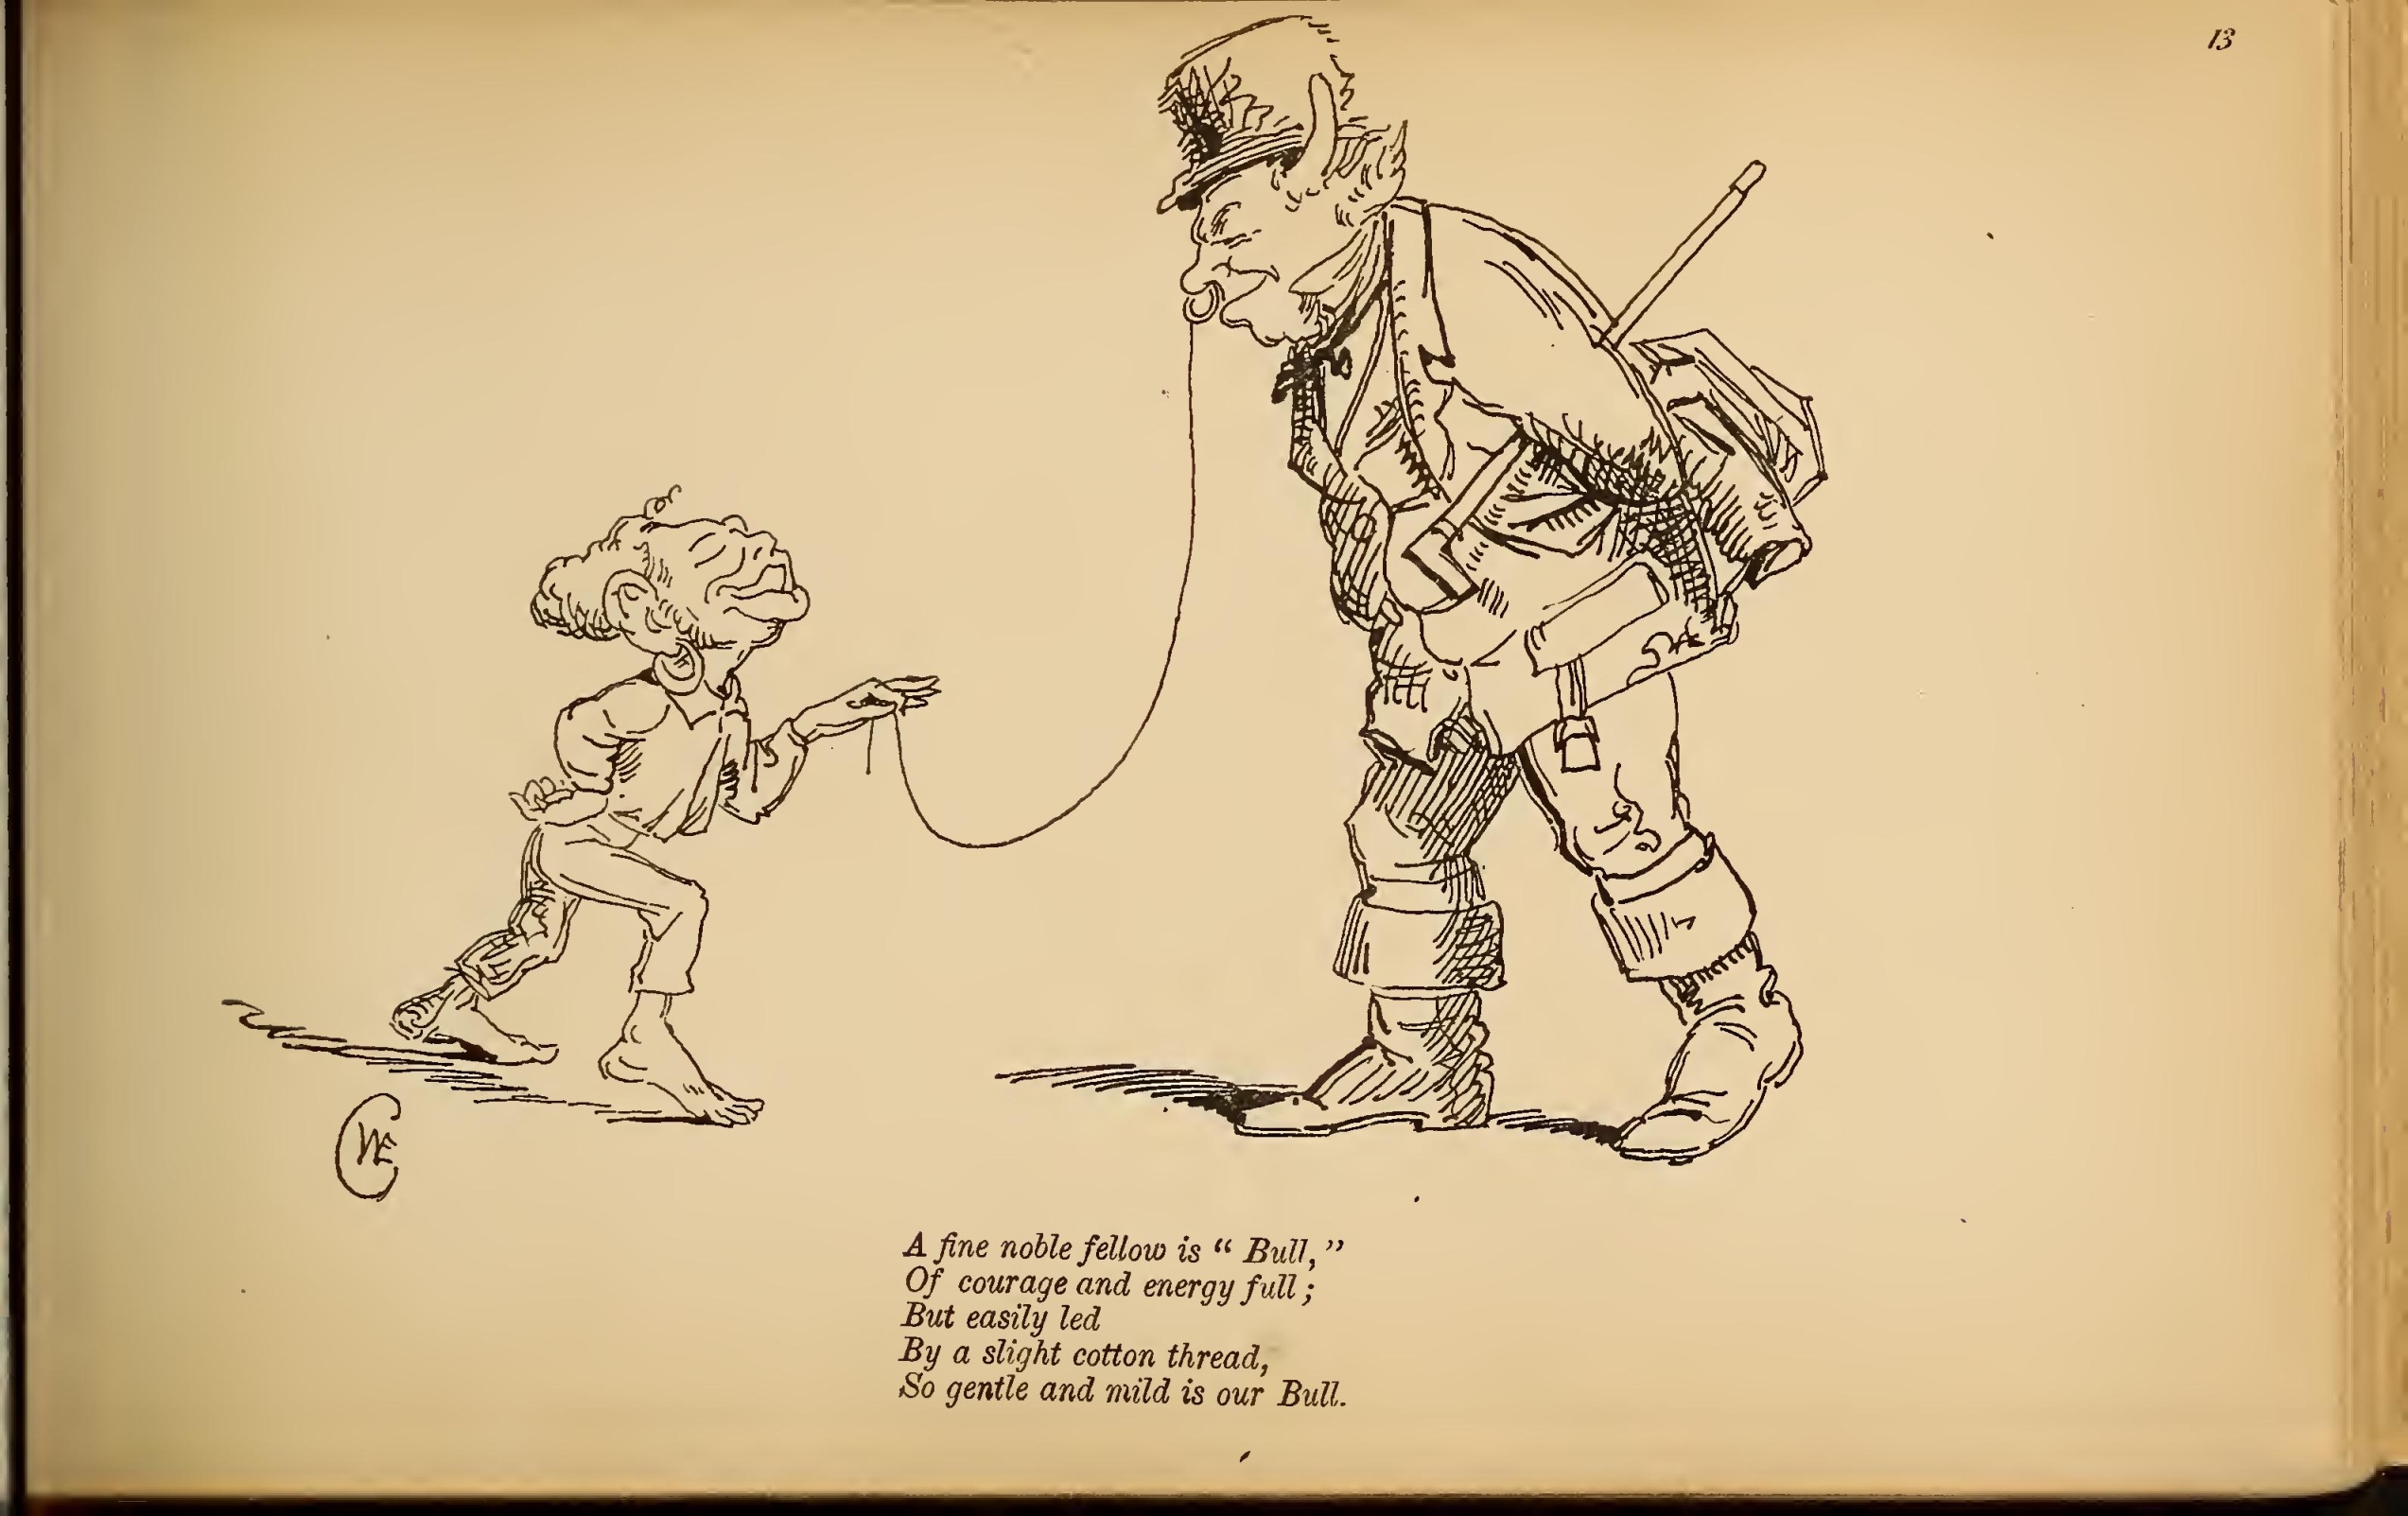 13
CWE
A fine noble fellow is “ Bull, ”
Of courage and energy full ;
But easily led
By a slight cotton thread,
So gentle and mild is our Bull.